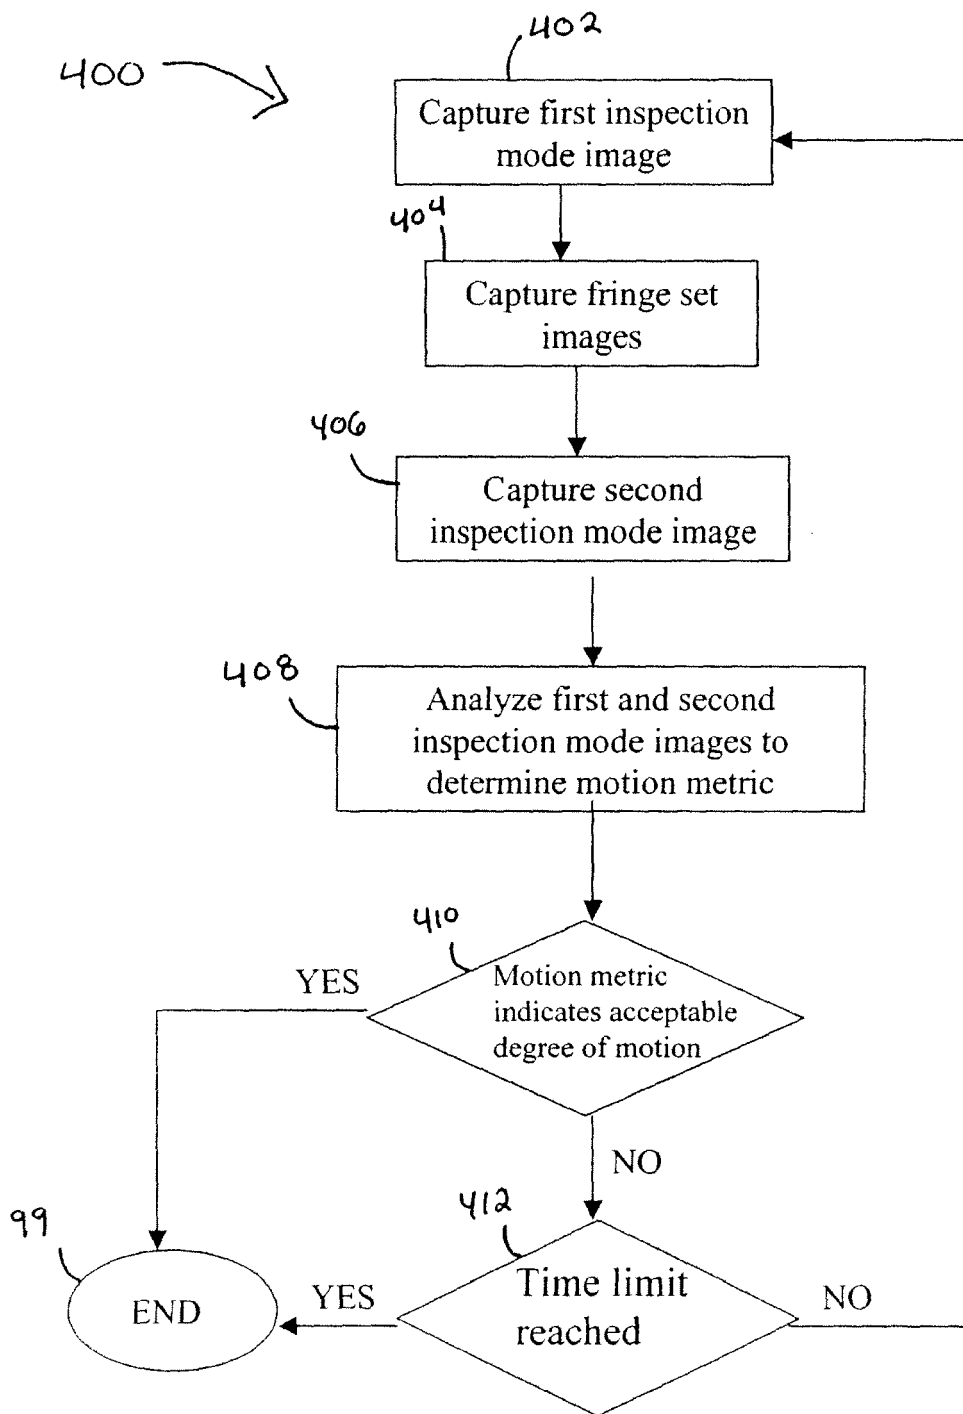 402
400
Capture first inspection
mode image
404
Capture fringe set
images
406
Capture second
inspection mode image
408
Analyze first and second
inspection mode images to
determine motion metric
410
YES
Motion metric
indicates acceptable
degree of motion
NO
412
99
END
YES
Time limit
reached
NO